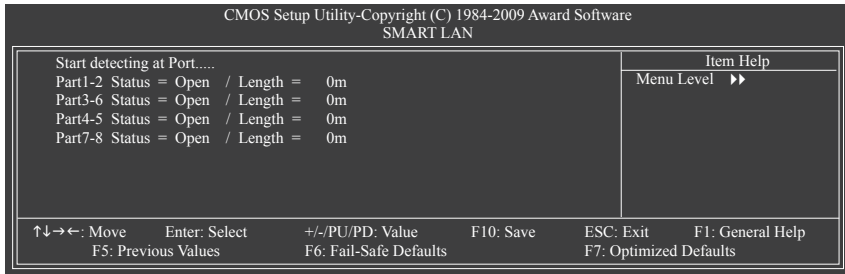 CMOS Setup Utility-Copyright (C) 1984-2009 Award Software
SMART LAN
Start detecting at Port.....
Part1-2 Status = Open / Length = 0m
Part3-6 Status = Open / Length = 0m
Part4-5 Status = Open / Length = 0m
Part7-8 Status = Open / Length = 0m
Item Help
Menu Level ▶▶
↑↓→←: Move Enter: Select +/-/PU/PD: Value F10: Save ESC: Exit F1: General Help
F5: Previous Values F6: Fail-Safe Defaults F7: Optimized Defaults